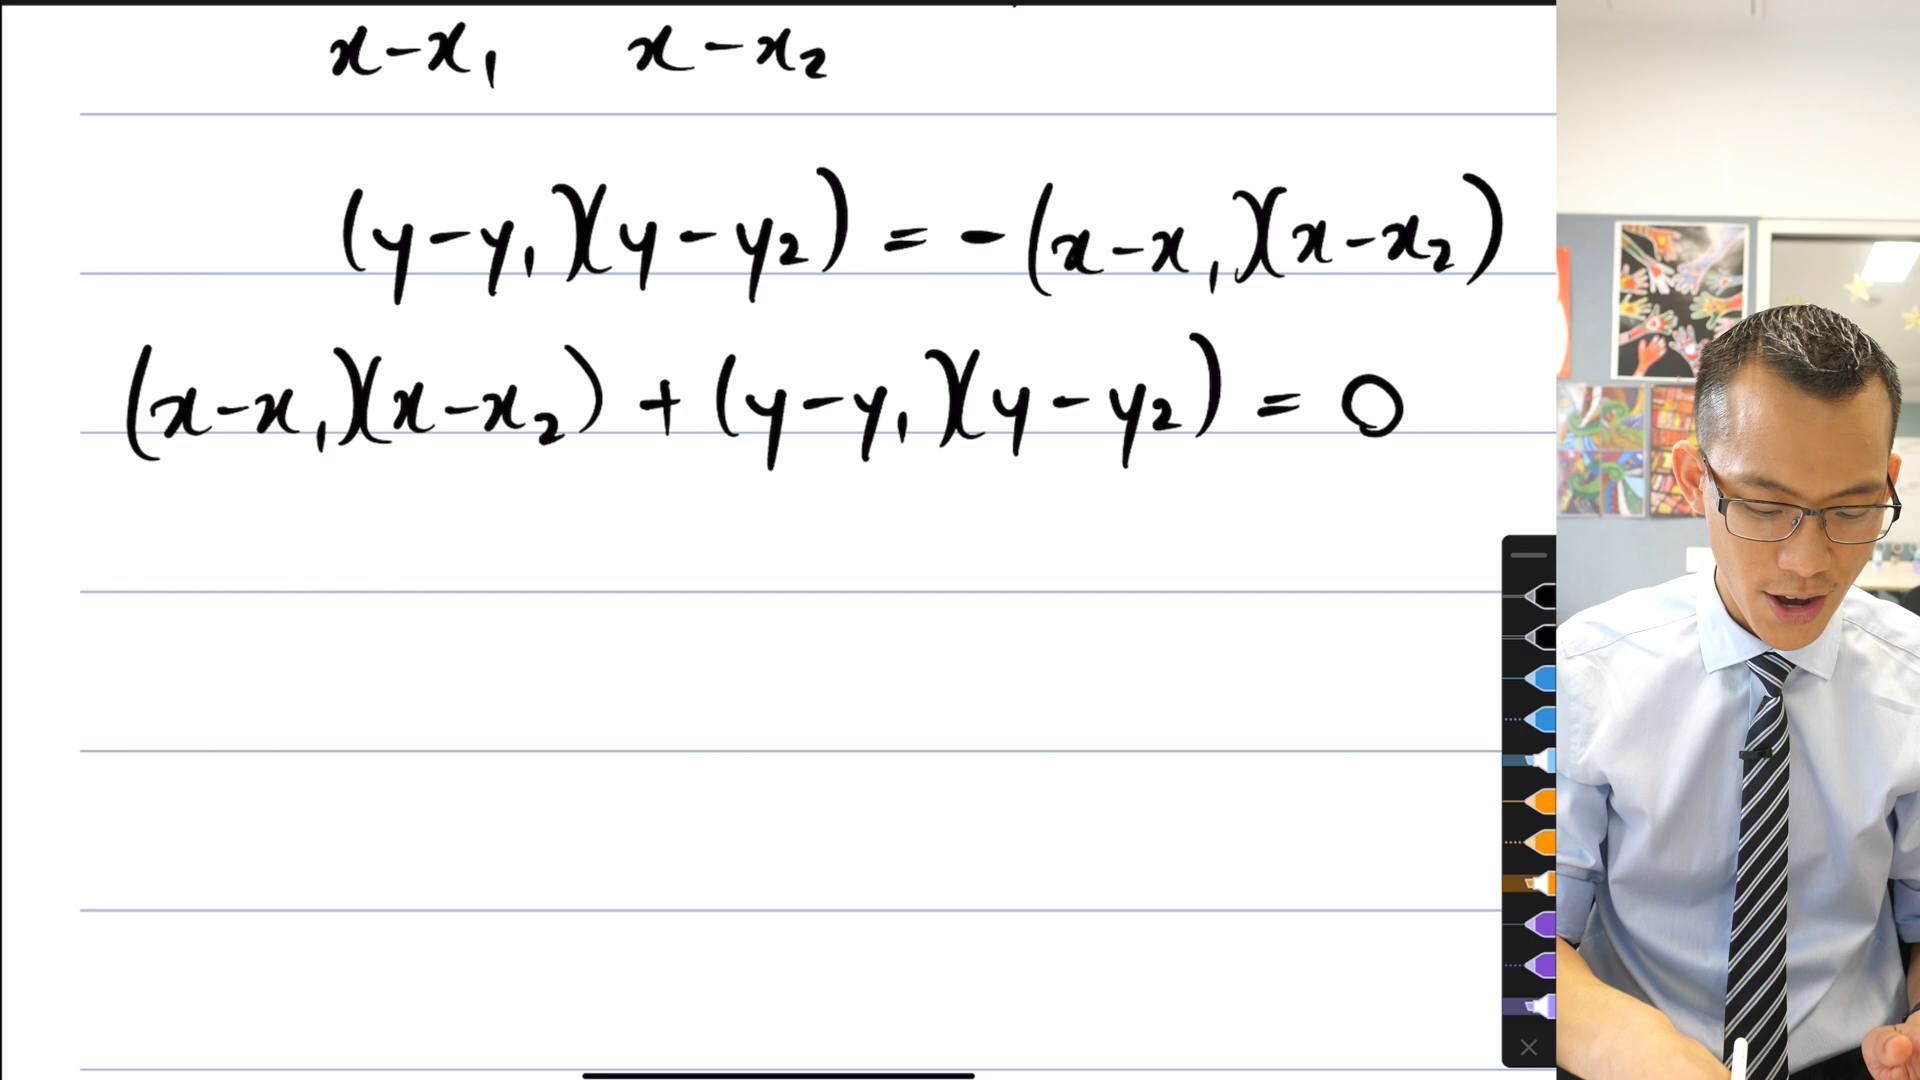 x-x₁ x-x₂
(y-y₁)(y-y₂) = -(x-x₁)(x-x₂)
(x-x₁)(x-x₂) + (y-y₁)(y-y₂) = 0